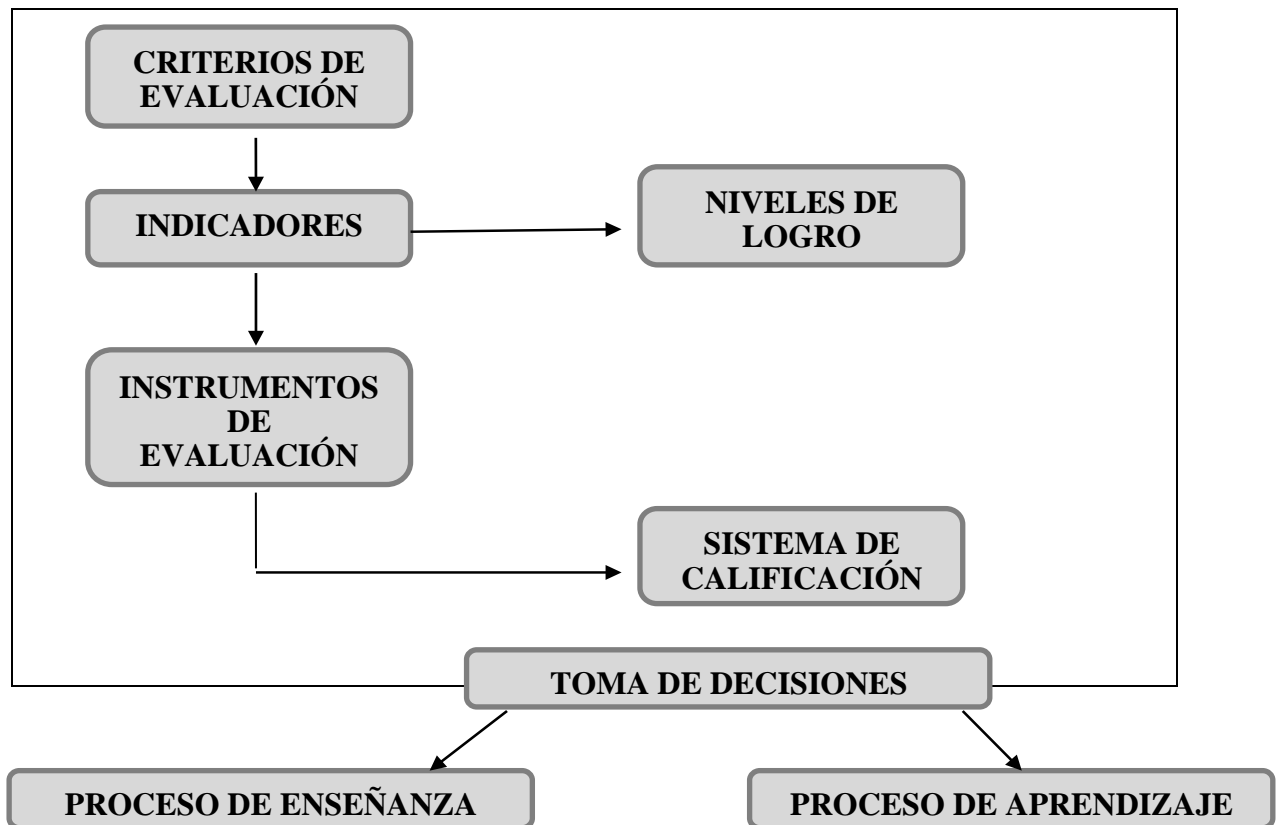 CRITERIOS DE
EVALUACIÓN
INDICADORES
NIVELES DE
LOGRO
INSTRUMENTOS
DE
EVALUACIÓN
SISTEMA DE
CALIFICACIÓN
TOMA DE DECISIONES
PROCESO DE ENSEÑANZA
PROCESO DE APRENDIZAJE